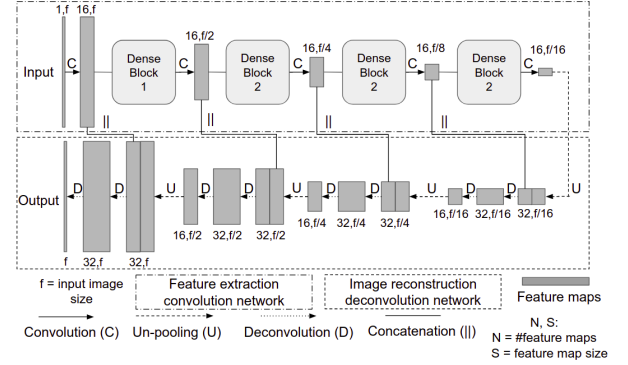 1,f
16,f
16,f/2
16,f/4
16,f/8
16,f/16
Input
C
Dense
Block
1
C
Dense
Block
2
C
Dense
Block
2
C
Dense
Block
2
C
||
||
||
||
Output
D
D
U
D
D
U
D
D
U
D
D
U
16,f/2
32,f/2
32,f/2
16,f/4
32,f/4
32,f/4
16,f/16
32,f/16
32,f/16
f
32,f
32,f
f = input image
size
Feature extraction
convolution network
Image reconstruction
deconvolution network
Feature maps
Convolution (C)
Un-pooling (U)
Deconvolution (D)
Concatenation (||)
N, S:
N = #feature maps
S = feature map size